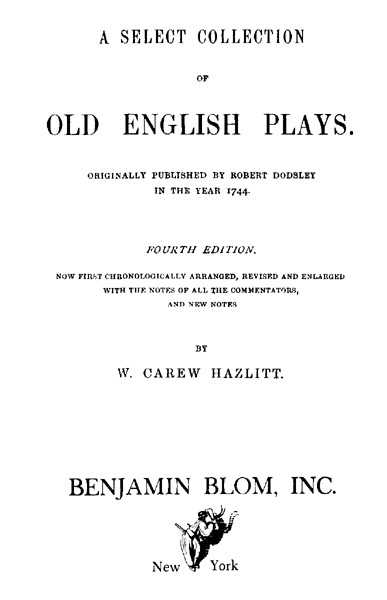 A SELECT COLLECTION
OF
OLD ENGLISH PLAYS.
ORIGINALLY PUBLISHED BY ROBERT DODSLEY
IN THE YEAR 1744.
FOURTH EDITION.
NOW FIRST CHRONOLOGICALLY ARRANGED, REVISED AND ENLARGED
WITH THE NOTES OF ALL THE COMMENTATORS,
AND NEW NOTES
BY
W. CAREW HAZLITT.
BENJAMIN BLOM, INC.
New York